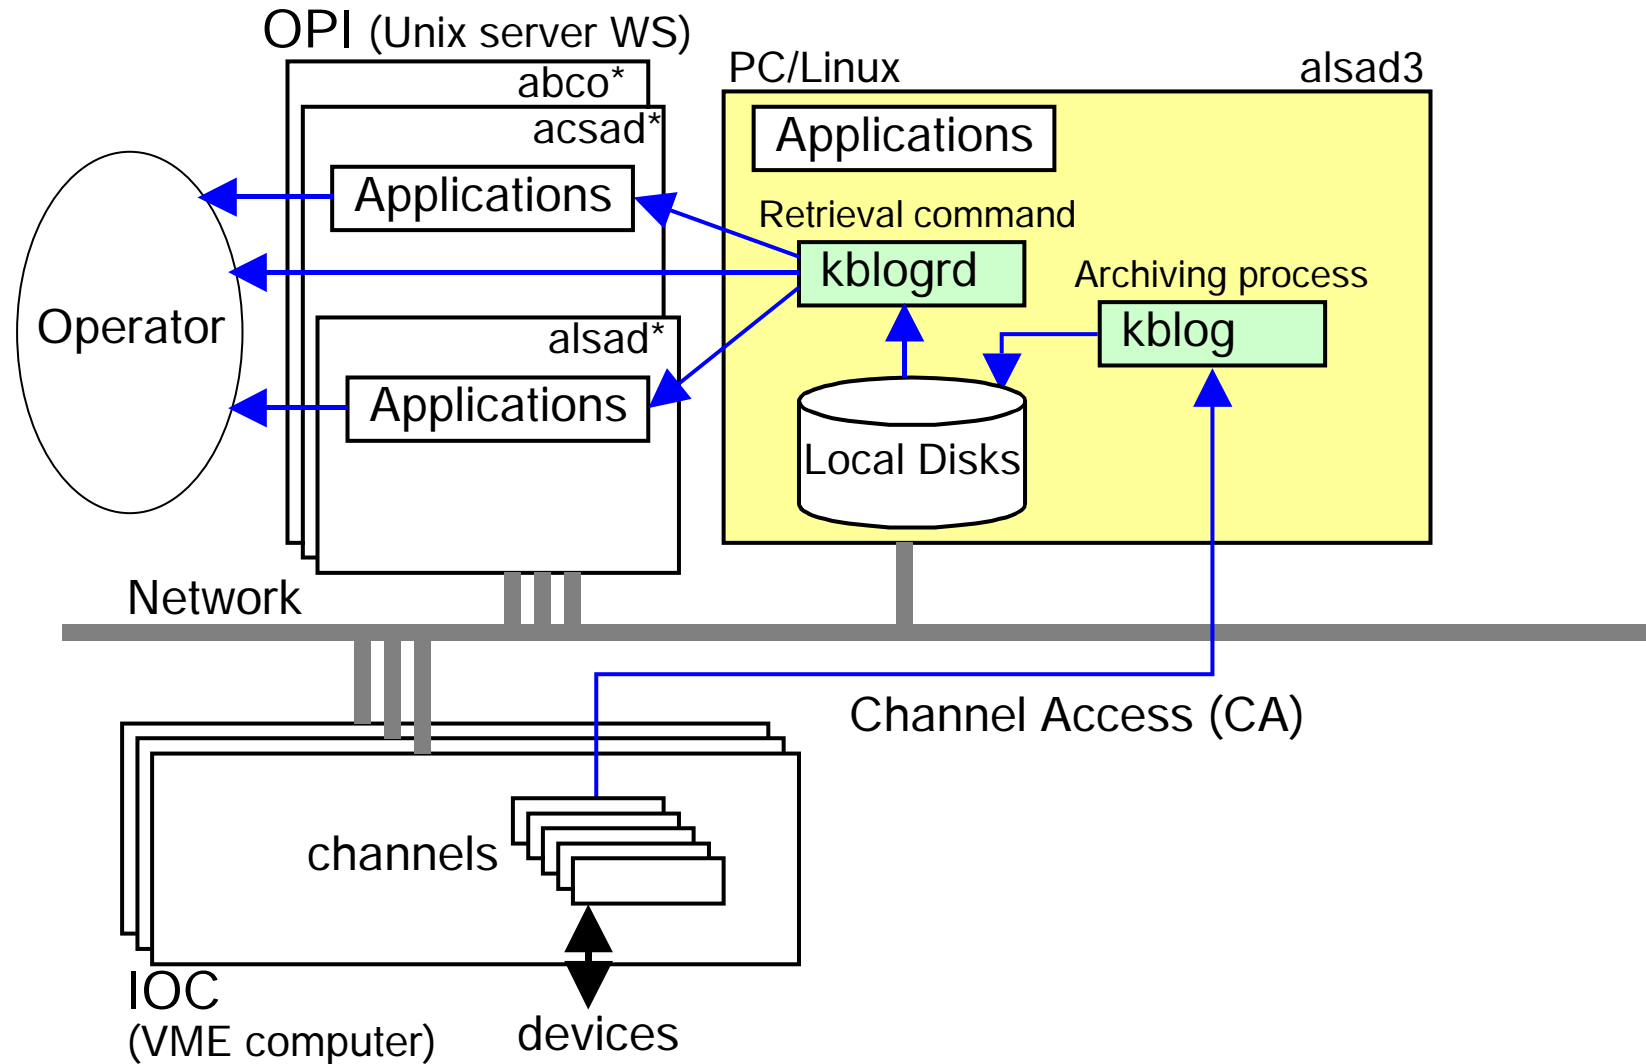 OPI (Unix server WS)
abco*
acsad*
Applications
alsad*
Applications
Operator
PC/Linux
alsad3
Applications
Retrieval command
kblogrd
Archiving process
kblog
Local Disks
Network
Channel Access (CA)
channels
IOC
(VME computer)
devices